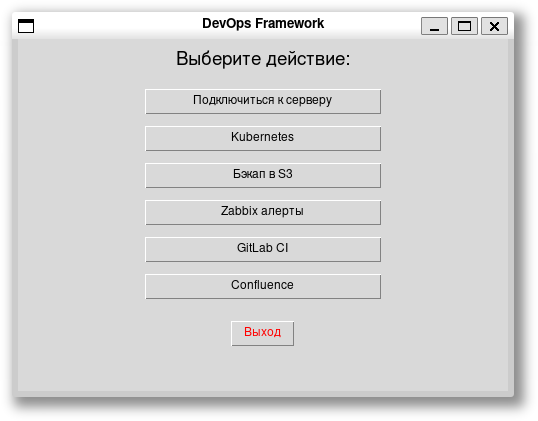 DevOps Framework
Выберите действие:
Подключиться к серверу
Kubernetes
Бэкап в S3
Zabbix алерты
GitLab CI
Confluence
Выход